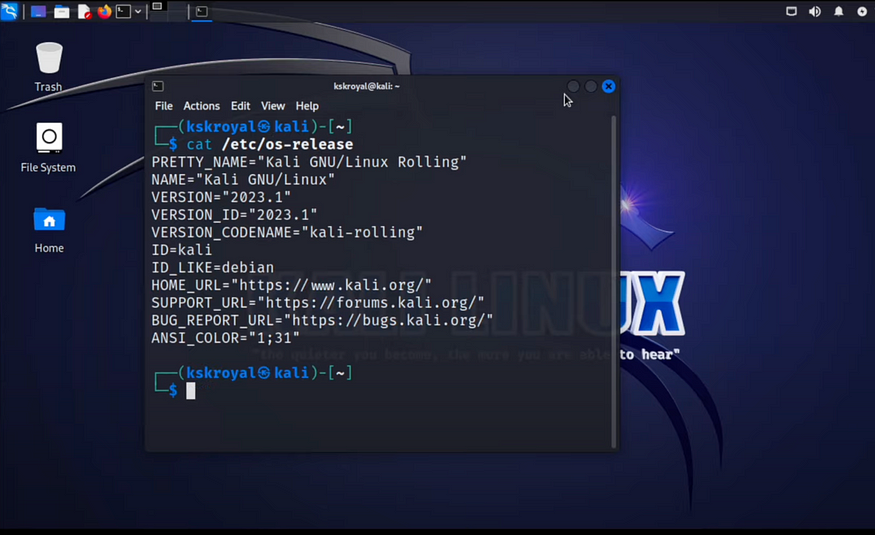 Trash
File System
Home
kskroyal@kali: ~
File Actions Edit View Help
┌──(kskroyal㉿kali)-[~]
└─$ cat /etc/os-release
PRETTY_NAME="Kali GNU/Linux Rolling"
NAME="Kali GNU/Linux"
VERSION="2023.1"
VERSION_ID="2023.1"
VERSION_CODENAME="kali-rolling"
ID=kali
ID_LIKE=debian
HOME_URL="https://www.kali.org/"
SUPPORT_URL="https://forums.kali.org/"
BUG_REPORT_URL="https://bugs.kali.org/"
ANSI_COLOR="1;31"
┌──(kskroyal㉿kali)-[~]
└─$
KALI LINUX
"the quieter you become, the more you are able to hear"